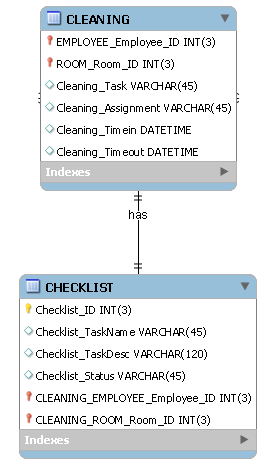 CLEANING
EMPLOYEE_Employee_ID INT(3)
ROOM_Room_ID INT(3)
Cleaning_Task VARCHAR(45)
Cleaning_Assignment VARCHAR(45)
Cleaning_Timein DATETIME
Cleaning_Timeout DATETIME
Indexes
has
CHECKLIST
Checklist_ID INT(3)
Checklist_TaskName VARCHAR(45)
Checklist_TaskDesc VARCHAR(120)
Checklist_Status VARCHAR(45)
CLEANING_EMPLOYEE_Employee_ID INT(3)
CLEANING_ROOM_Room_ID INT(3)
Indexes